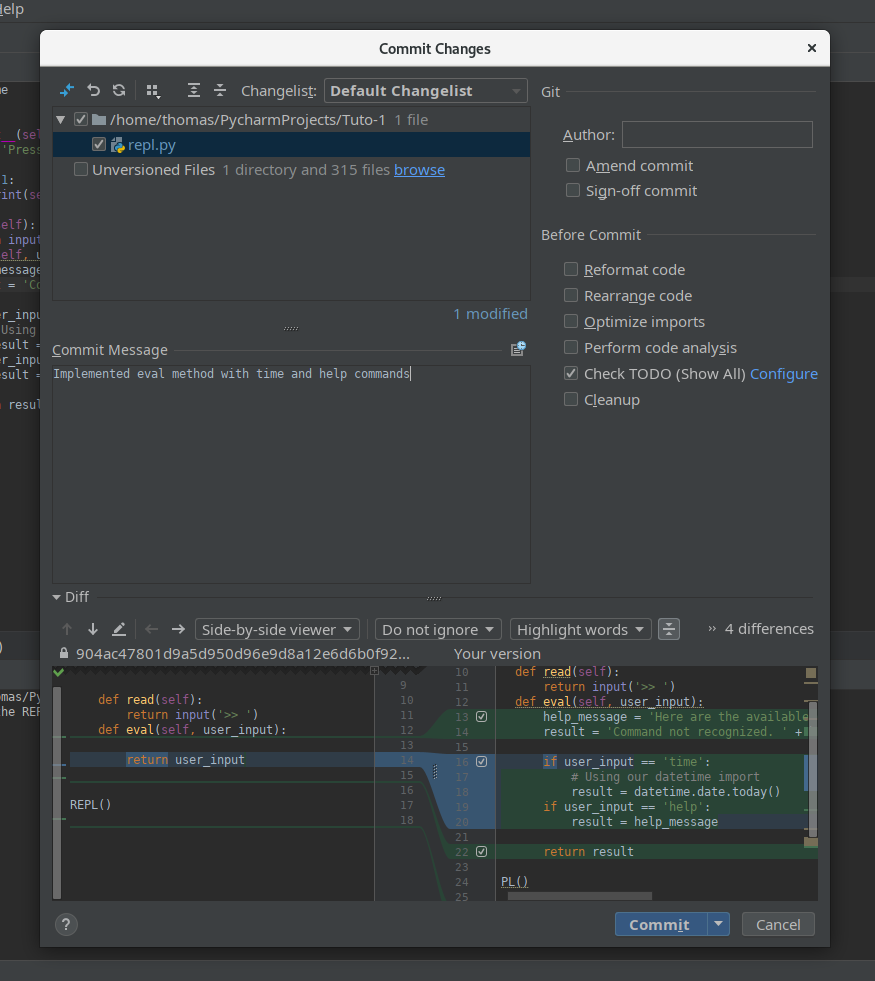 Help
Commit Changes
Changelist: Default Changelist
Git
/home/thomas/PycharmProjects/Tuto-1 1 file
repl.py
Unversioned Files 1 directory and 315 files browse
Author:
Amend commit
Sign-off commit
Before Commit
Reformat code
Rearrange code
Optimize imports
Perform code analysis
Check TODO (Show All) Configure
Cleanup
1 modified
Commit Message
Implemented eval method with time and help commands
Diff
Side-by-side viewer
Do not ignore
Highlight words
4 differences
904ac47801d9a5d950d96e9d8a12e6d6b0f92...
Your version
9
def read(self): 10
return input('>> ') 11
def eval(self, user_input): 12
13
return user_input 14
15
16
REPL() 17
18
10 def read(self):
11 return input('>> ')
12 def eval(self, user_input):
13 help_message = 'Here are the available
14 result = 'Command not recognized. ' +
15
16 if user_input == 'time':
17 # Using our datetime import
18 result = datetime.date.today()
19 if user_input == 'help':
20 result = help_message
21
22 return result
23
24 PL()
25
?
Commit
Cancel